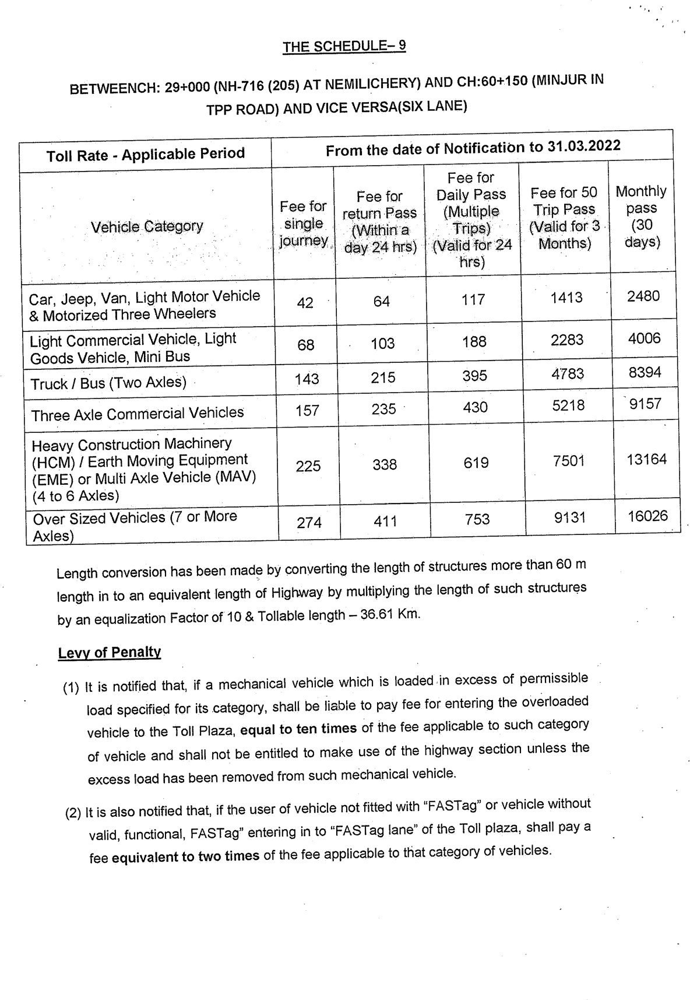 THE SCHEDULE– 9
BETWEENCH: 29+000 (NH-716 (205) AT NEMILICHERY) AND CH:60+150 (MINJUR IN
TPP ROAD) AND VICE VERSA(SIX LANE)
Toll Rate - Applicable Period
From the date of Notification to 31.03.2022
Vehicle Category
Fee for
single
journey
Fee for
return Pass
(Within a
day 24 hrs)
Fee for
Daily Pass
(Multiple
Trips)
(Valid for 24
hrs)
Fee for 50
Trip Pass
(Valid for 3
Months)
Monthly
pass
(30
days)
Car, Jeep, Van, Light Motor Vehicle
& Motorized Three Wheelers
42 64 117 1413 2480
Light Commercial Vehicle, Light
Goods Vehicle, Mini Bus
68 103 188 2283 4006
Truck / Bus (Two Axles) 143 215 395 4783 8394
Three Axle Commercial Vehicles 157 235 430 5218 9157
Heavy Construction Machinery
(HCM) / Earth Moving Equipment
(EME) or Multi Axle Vehicle (MAV)
(4 to 6 Axles)
225 338 619 7501 13164
Over Sized Vehicles (7 or More
Axles)
274 411 753 9131 16026
Length conversion has been made by converting the length of structures more than 60 m
length in to an equivalent length of Highway by multiplying the length of such structures
by an equalization Factor of 10 & Tollable length – 36.61 Km.
Levy of Penalty
(1) It is notified that, if a mechanical vehicle which is loaded in excess of permissible
load specified for its category, shall be liable to pay fee for entering the overloaded
vehicle to the Toll Plaza, equal to ten times of the fee applicable to such category
of vehicle and shall not be entitled to make use of the highway section unless the
excess load has been removed from such mechanical vehicle.
(2) It is also notified that, if the user of vehicle not fitted with “FASTag” or vehicle without
valid, functional, FASTag” entering in to “FASTag lane” of the Toll plaza, shall pay a
fee equivalent to two times of the fee applicable to that category of vehicles.